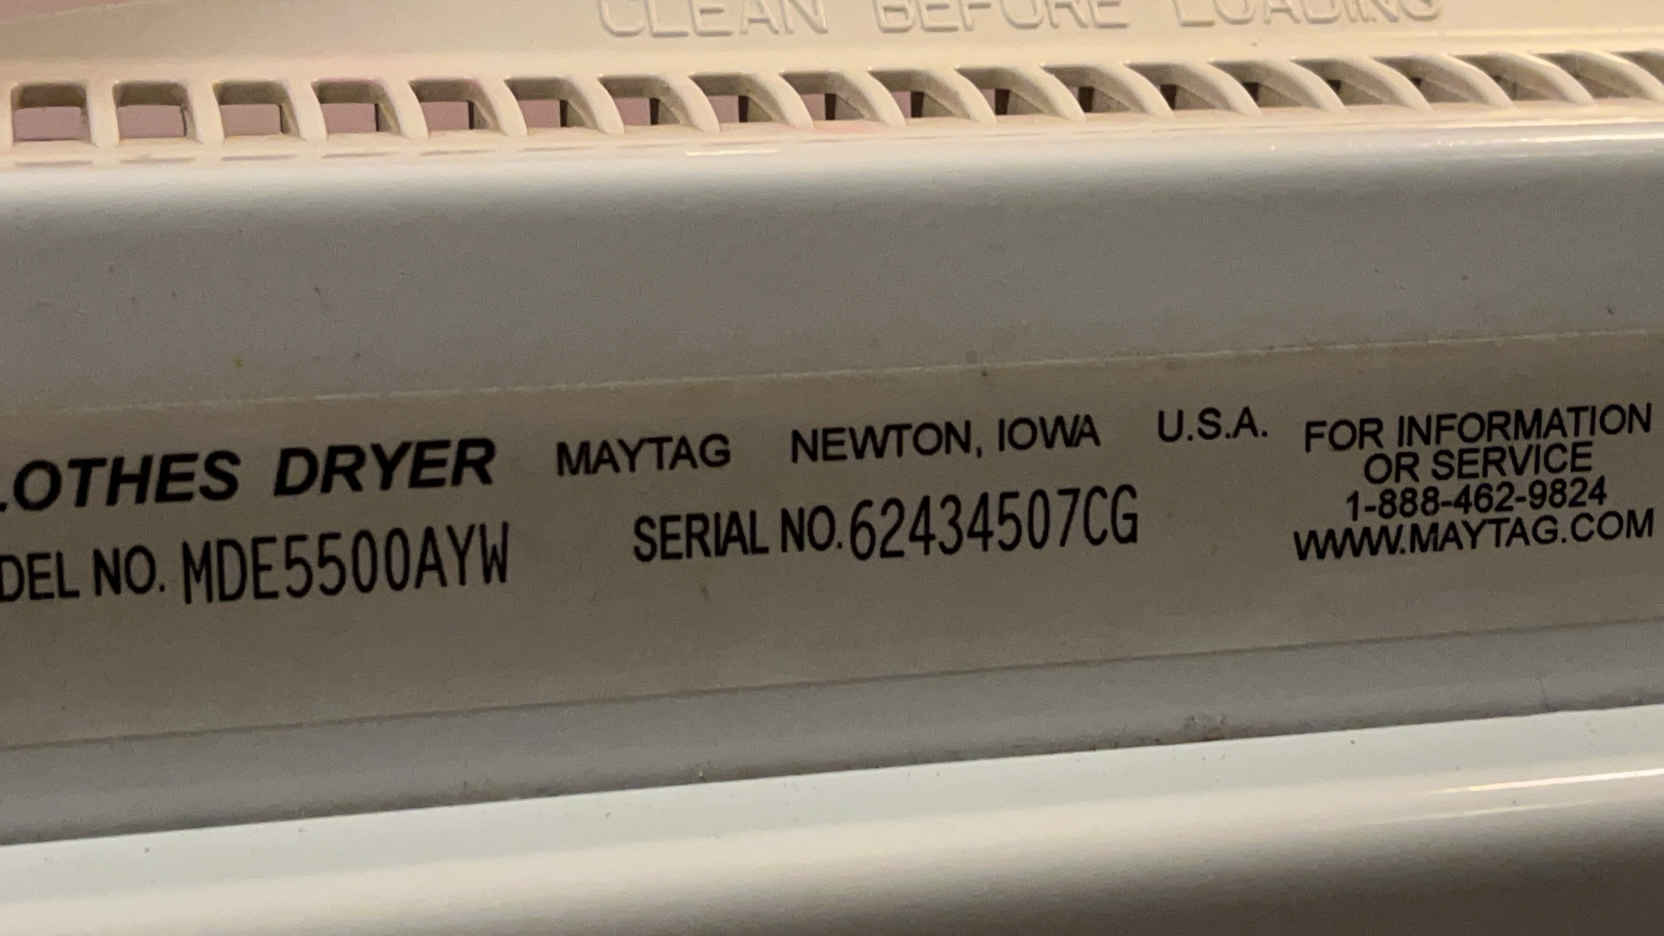 CLEAN BEFORE LOADING
LOTHES DRYER MAYTAG NEWTON, IOWA U.S.A.
DEL NO. MDE5500AYW SERIAL NO. 62434507CG
FOR INFORMATION
OR SERVICE
1-888-462-9824
WWW.MAYTAG.COM